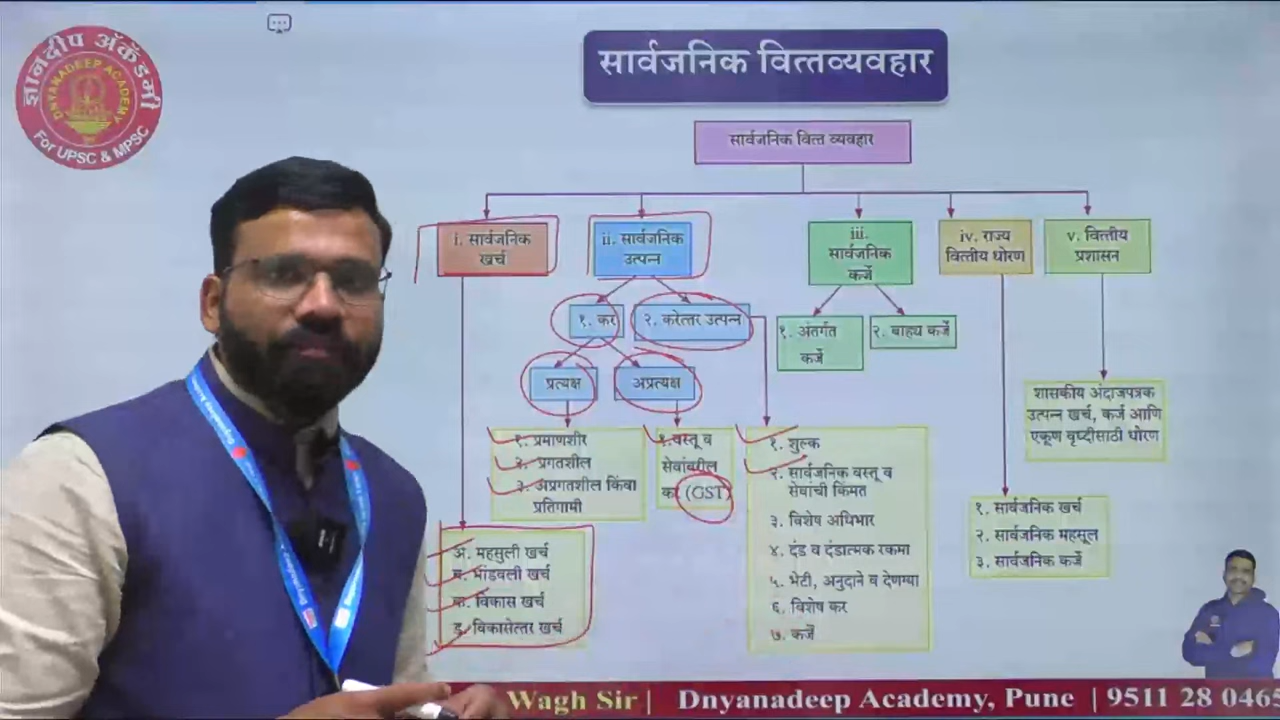 ज्ञानदीप अॅकॅडमी
DNYANADEEP ACADEMY
For UPSC & MPSC
सार्वजनिक वित्तव्यवहार
सार्वजनिक वित्त व्यवहार
i. सार्वजनिक
खर्च
ii. सार्वजनिक
उत्पन्न
iii.
सार्वजनिक
कर्जे
iv. राज्य
वित्तीय धोरण
v. वित्तीय
प्रशासन
१. कर
२. करेत्तर उत्पन्न
१. अंतर्गत
कर्जे
२. बाह्य कर्जे
प्रत्यक्ष
अप्रत्यक्ष
शासकीय अंदाजपत्रक
उत्पन्न खर्च, कर्ज आणि
एकूण वृध्दीसाठी धोरण
१. प्रमाणशीर
२. प्रगतशील
३. अप्रगतशील किंवा
प्रतिगामी
१. वस्तू व
सेवांवरील
कर (GST)
१. शुल्क
२. सार्वजनिक वस्तू व
सेवांची किंमत
३. विशेष अधिभार
४. दंड व दंडात्मक रकमा
५. भेटी, अनुदाने व देणग्या
६. विशेष कर
७. कर्जे
१. सार्वजनिक खर्च
२. सार्वजनिक महसूल
३. सार्वजनिक कर्जे
अ. महसुली खर्च
ब. भांडवली खर्च
क. विकास खर्च
ड. विकासेत्तर खर्च
Wagh Sir | Dnyanadeep Academy, Pune | 9511 28 0465